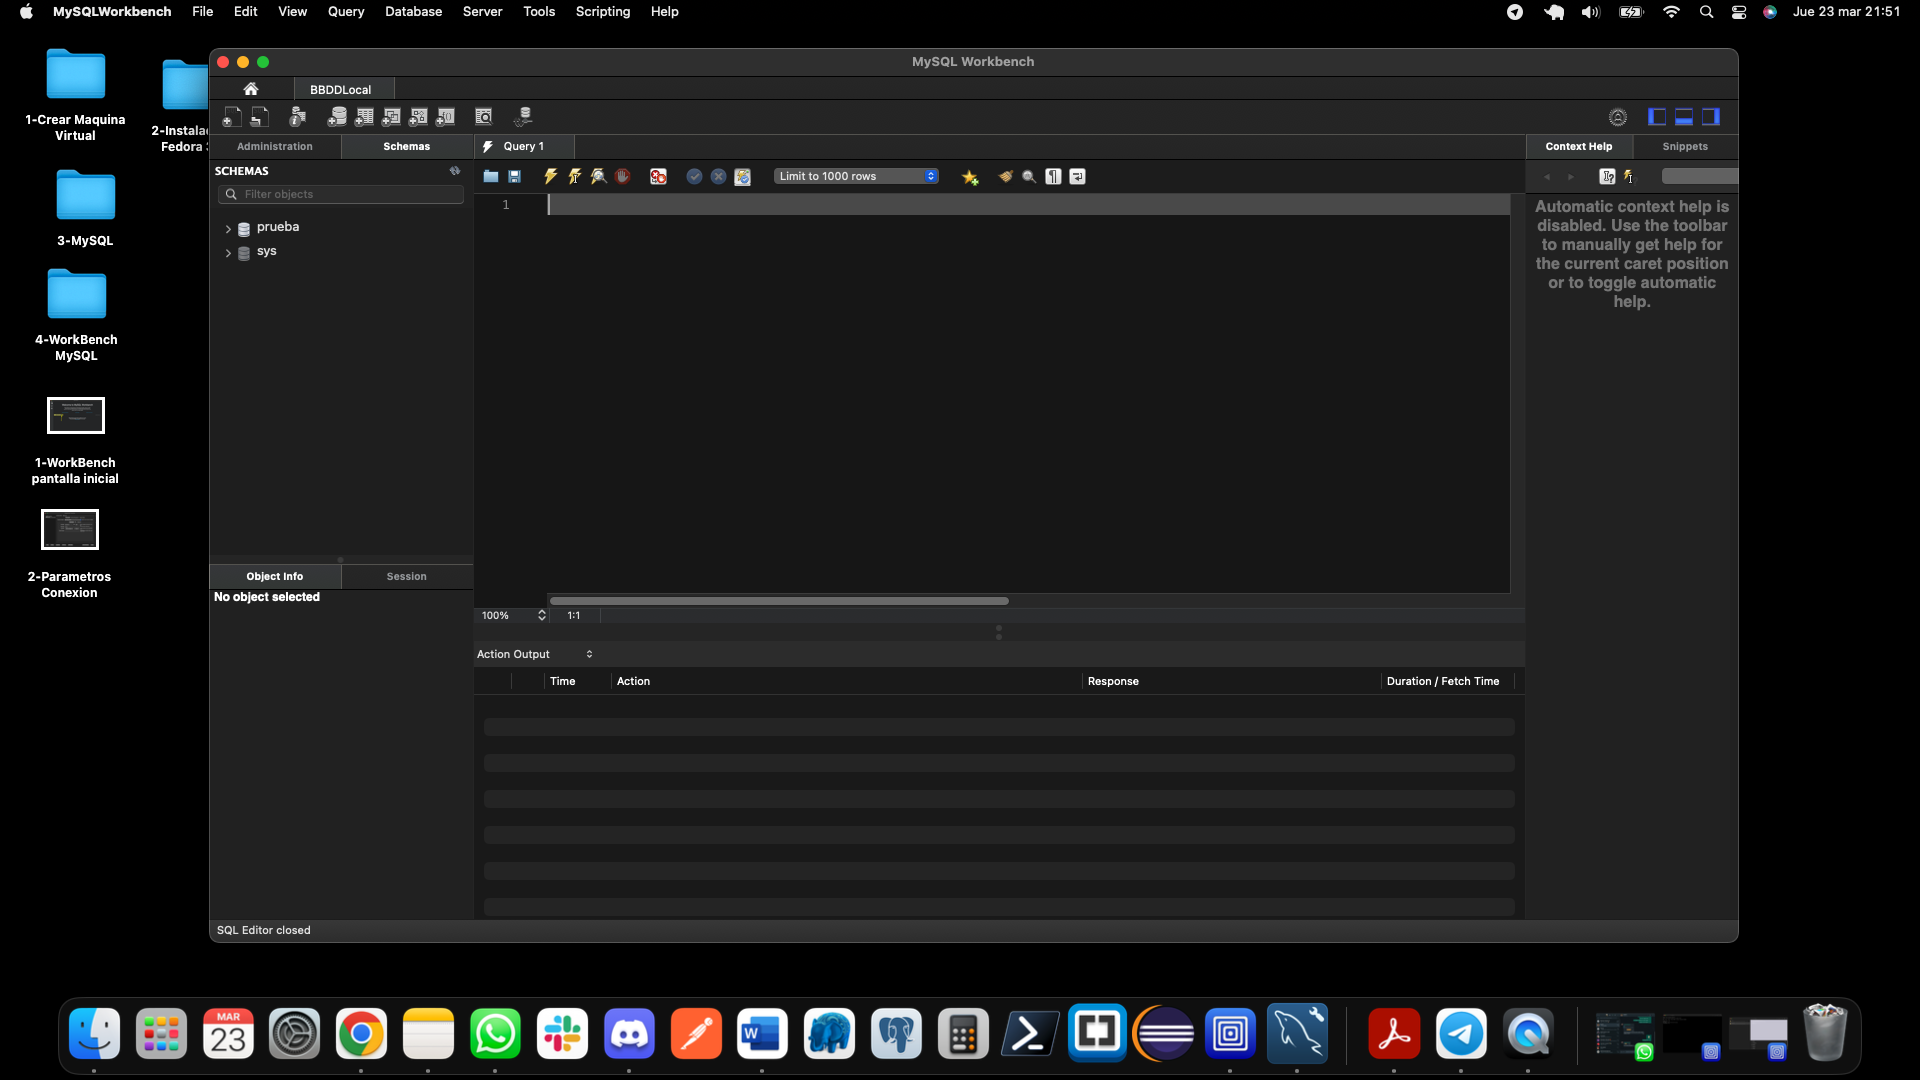 MySQLWorkbench File Edit View Query Database Server Tools Scripting Help
Jue 23 mar 21:51
1-Crear Maquina
Virtual
2-Instala
Fedora
3-MySQL
4-WorkBench
MySQL
1-WorkBench
pantalla inicial
2-Parametros
Conexion
MySQL Workbench
BBDDLocal
Administration Schemas
SCHEMAS
Filter objects
prueba
sys
Object Info Session
No object selected
Query 1
Limit to 1000 rows
1
100% 1:1
Action Output
Time Action Response Duration / Fetch Time
Context Help Snippets
Automatic context help is
disabled. Use the toolbar
to manually get help for
the current caret position
or to toggle automatic
help.
SQL Editor closed
MAR
23